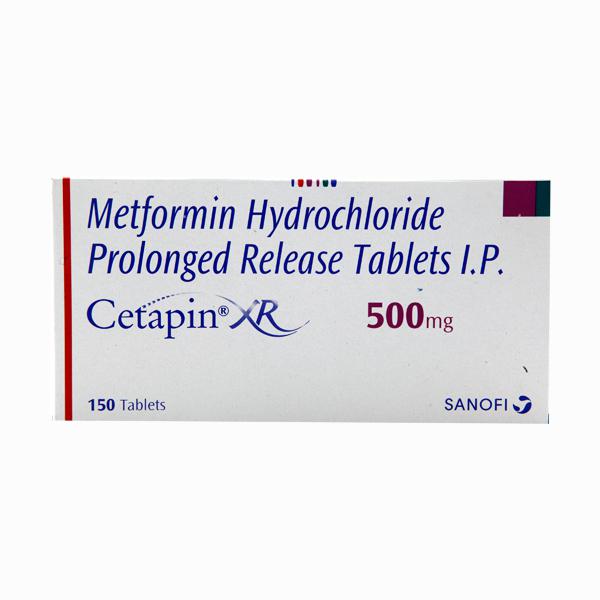 Metformin Hydrochloride
Prolonged Release Tablets I.P.
Cetapin® XR 500mg
150 Tablets SANOFI